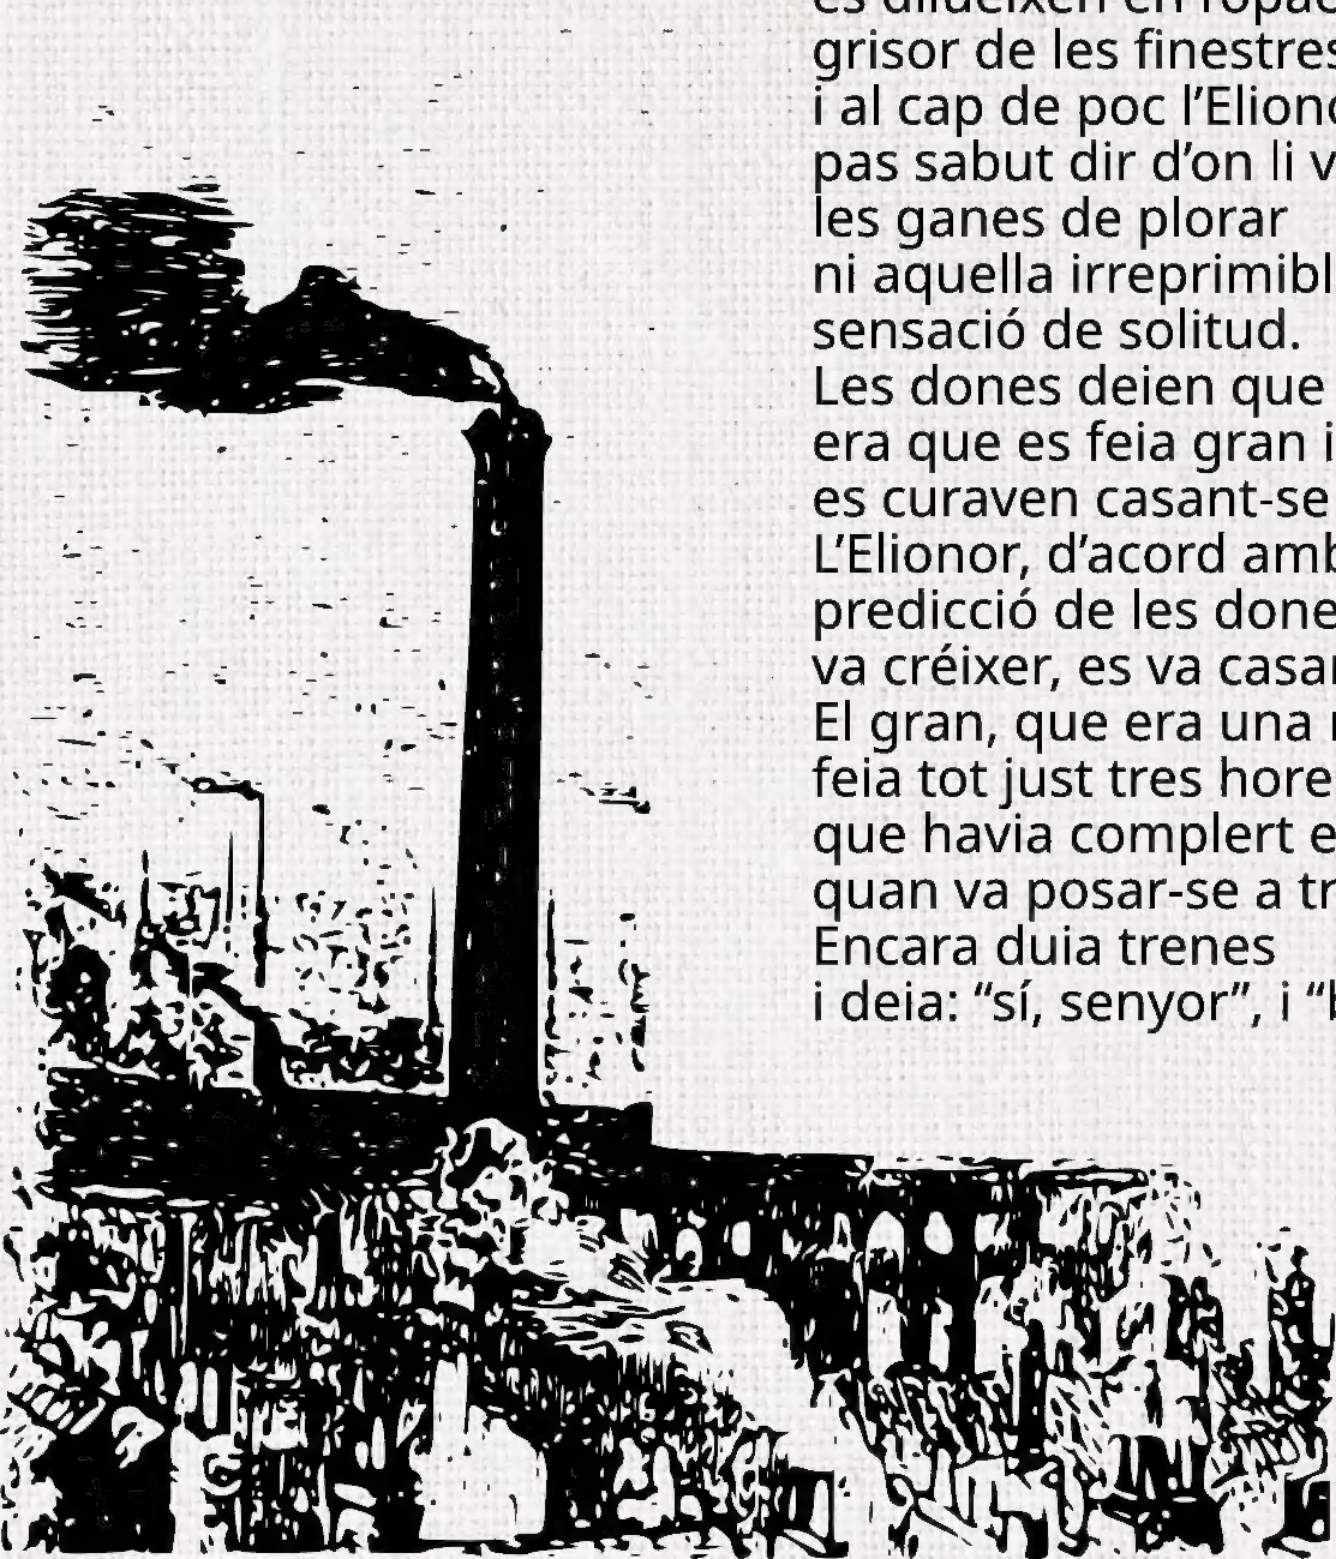 grisor de les finestres
i al cap de poc l’Eliono
pas sabut dir d’on li v
les ganes de plorar
ni aquella irreprimibl
sensació de solitud.
Les dones deien que
era que es feia gran i
es curaven casant-se
L’Elionor, d’acord amb
predicció de les done
va créixer, es va casar
El gran, que era una
feia tot just tres hore
que havia complert e
quan va posar-se a tr
Encara duia trenes
i deia: “sí, senyor”, i “b